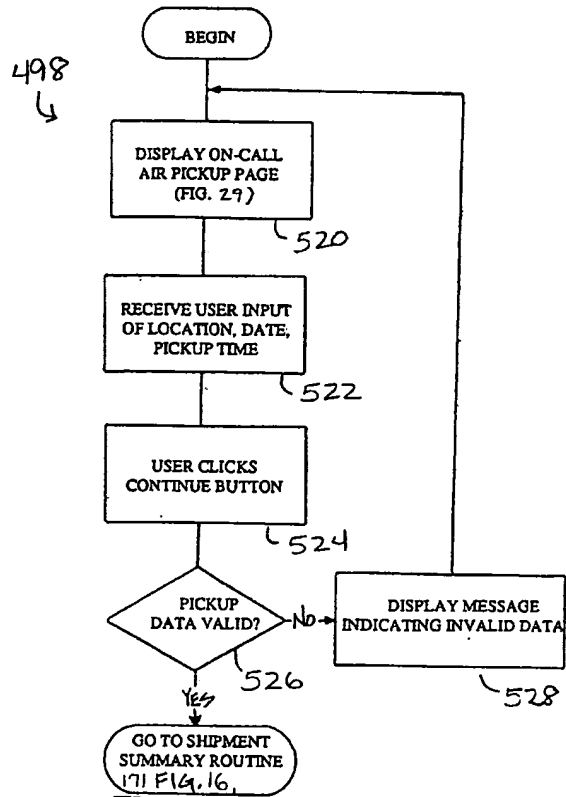 BEGIN
498
DISPLAY ON-CALL
AIR PICKUP PAGE
(FIG. 29)
520
RECEIVE USER INPUT
OF LOCATION, DATE,
PICKUP TIME
522
USER CLICKS
CONTINUE BUTTON
524
PICKUP
DATA VALID?
No
526
DISPLAY MESSAGE
INDICATING INVALID DATA
528
YES
GO TO SHIPMENT
SUMMARY ROUTINE
171 FIG. 16,